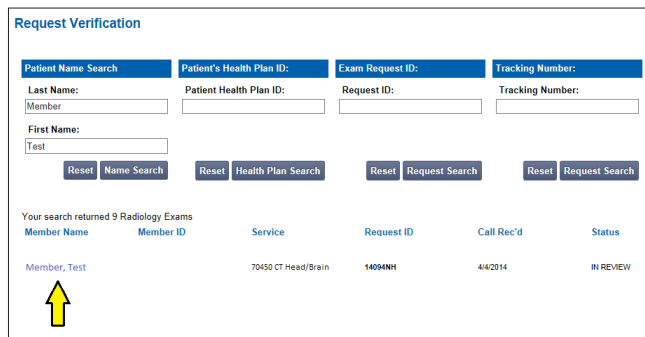 Request Verification
Patient Name Search Patient's Health Plan ID: Exam Request ID: Tracking Number:
Last Name: Patient Health Plan ID: Request ID: Tracking Number:
Member
First Name:
Test
Reset Name Search Reset Health Plan Search Reset Request Search Reset Request Search
Your search returned 9 Radiology Exams
Member Name Member ID Service Request ID Call Rec'd Status
Member, Test 70450 CT Head/Brain 14094NH 4/4/2014 IN REVIEW